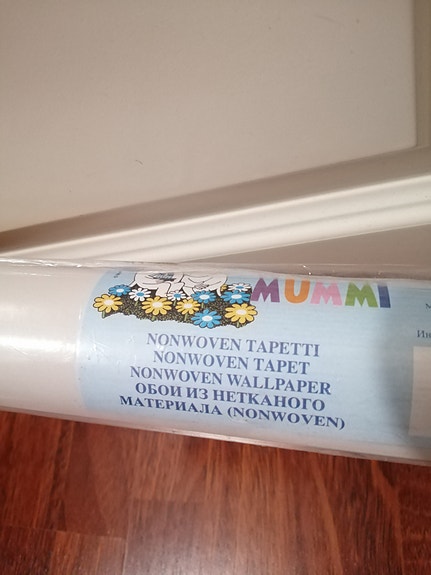 MUMMI
NONWOVEN TAPETTI
NONWOVEN TAPET
NONWOVEN WALLPAPER
ОБОИ ИЗ НЕТКАНОГО
МАТЕРИАЛА (NONWOVEN)